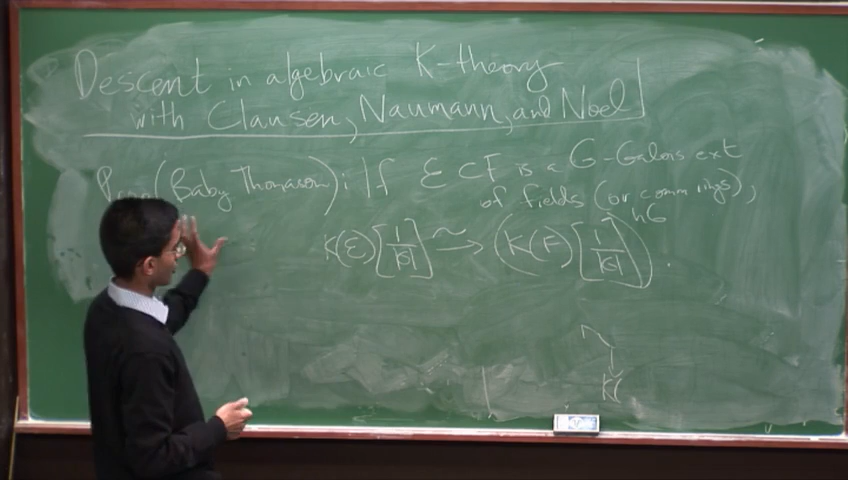 Descent in algebraic K-theory
with Clausen, Naumann, and Noel
Prop (Baby Thomason): If E ⊂ F is a G-Galois ext
of fields (or comm rings),
K(E)[1/|G|] ~→ (K(F)[1/|G|])^hG.
K(